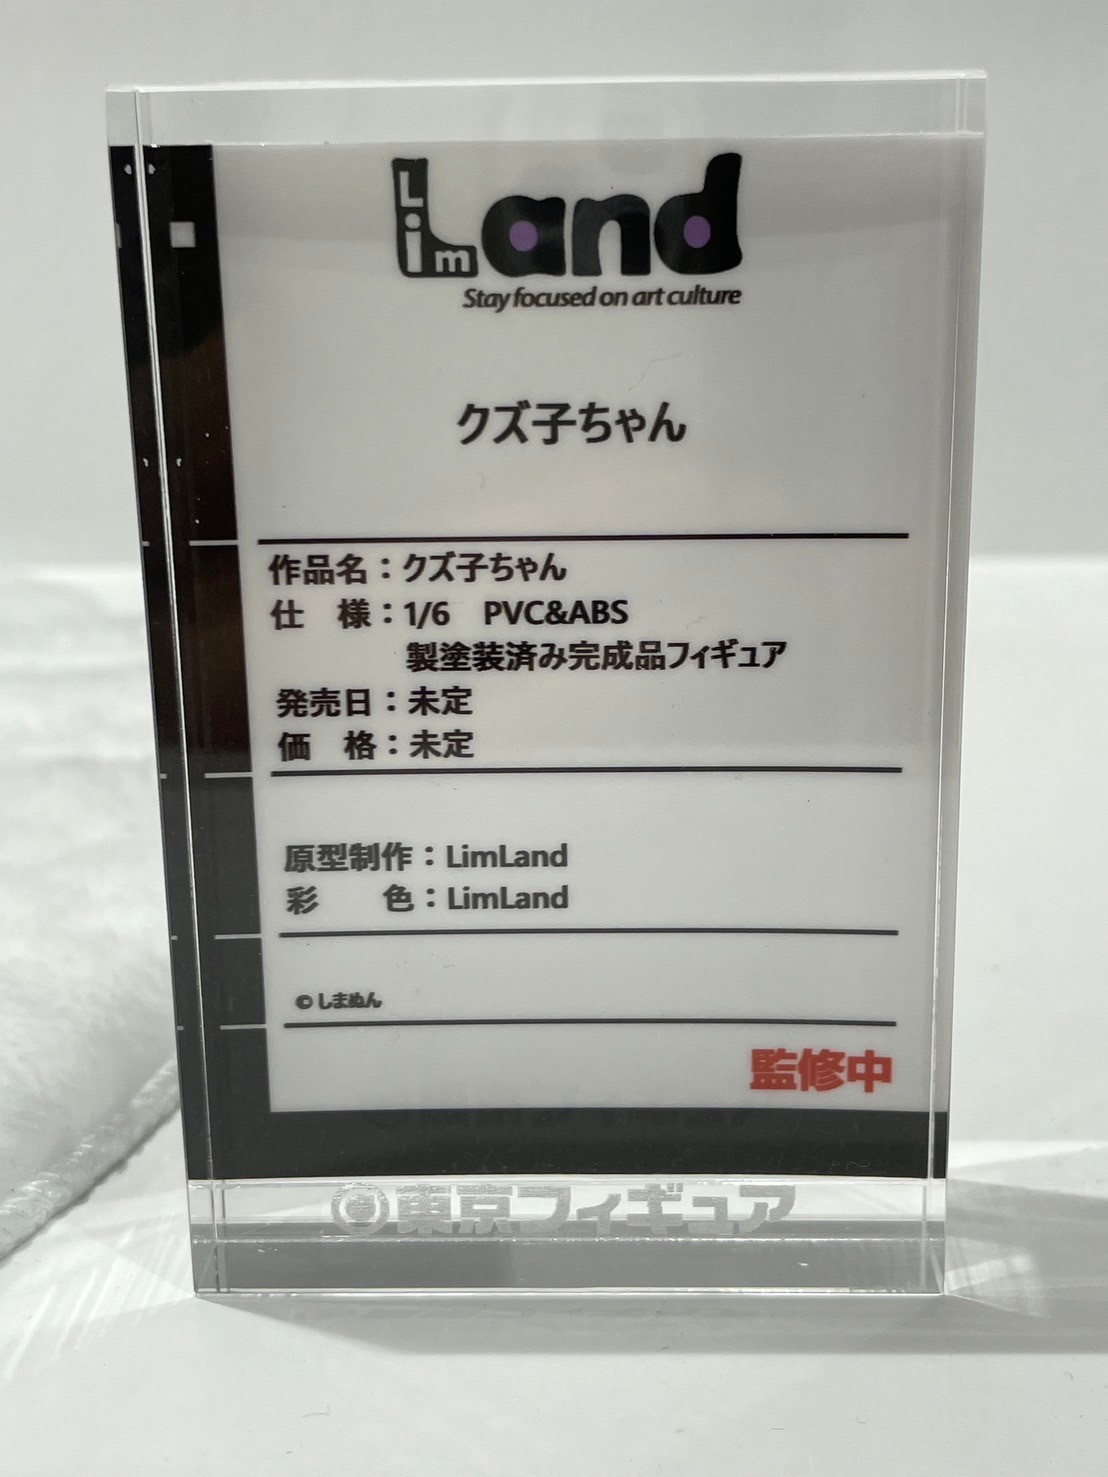 LimLand
Stay focused on art culture
クズ子ちゃん
作品名：クズ子ちゃん
仕　様：1/6　PVC&ABS
製塗装済み完成品フィギュア
発売日：未定
価　格：未定
原型制作：LimLand
彩　　色：LimLand
© しまぬん
監修中
東京フィギュア